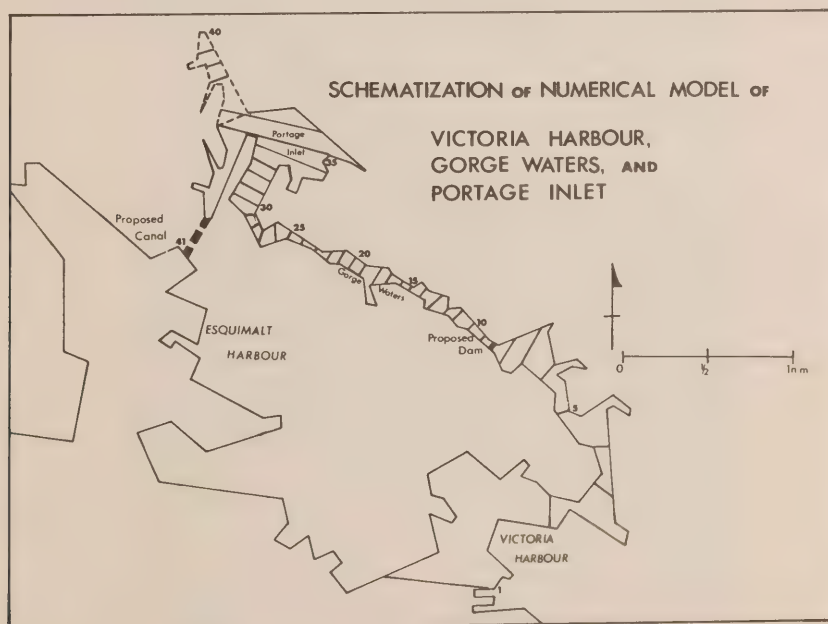 40
SCHEMATIZATION OF NUMERICAL MODEL OF
VICTORIA HARBOUR,
GORGE WATERS, AND
PORTAGE INLET
Portage
Inlet
35
30
Proposed
Canal
41
25
20
Gorge
Waters
15
10
Proposed
Dam
ESQUIMALT
HARBOUR
0
½
1n m
5
VICTORIA
HARBOUR
1